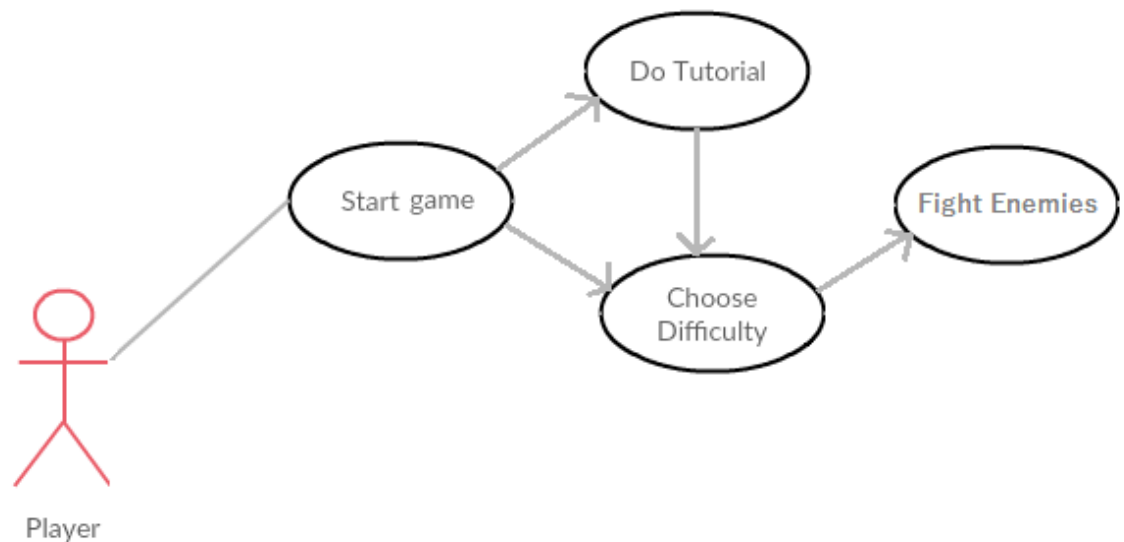 Do Tutorial
Start game
Fight Enemies
Choose
Difficulty
Player